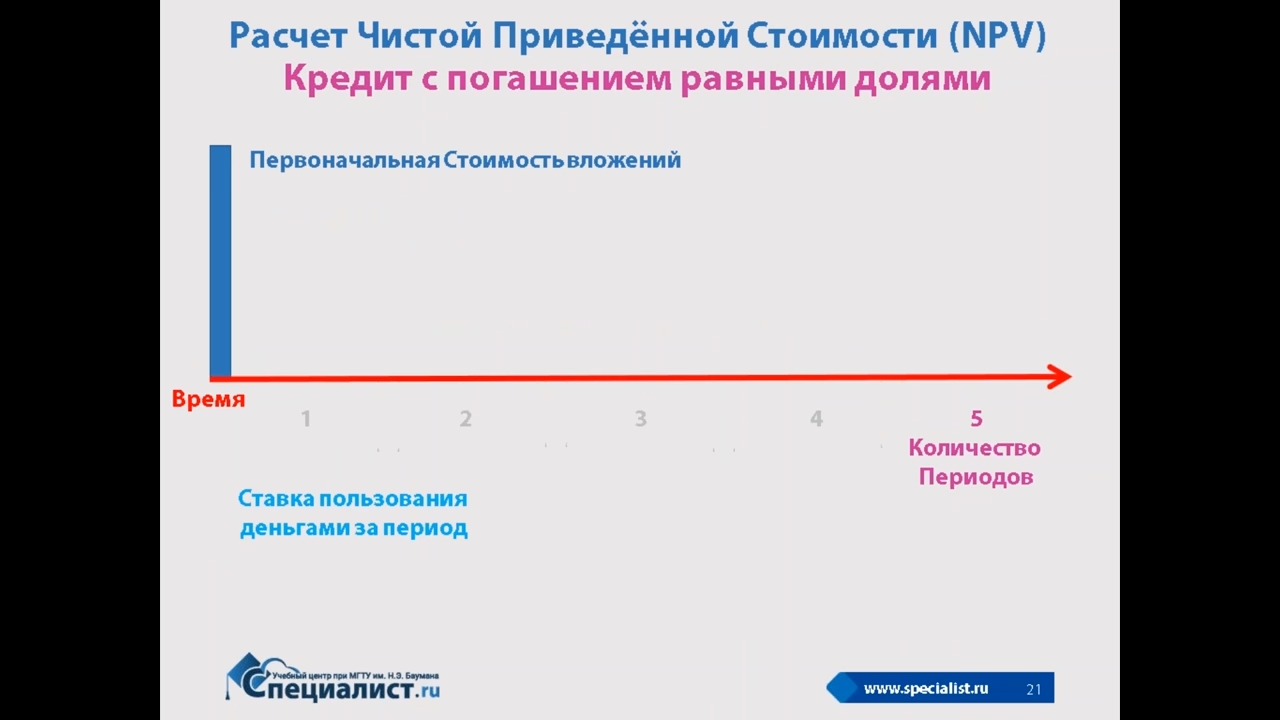 Расчет Чистой Приведённой Стоимости (NPV)
Кредит с погашением равными долями
Первоначальная Стоимость вложений
Время
1 2 3 4 5
Количество
Периодов
Ставка пользования
деньгами за период
Учебный центр при МГТУ им. Н.Э. Баумана
Специалист.ru
www.specialist.ru 21